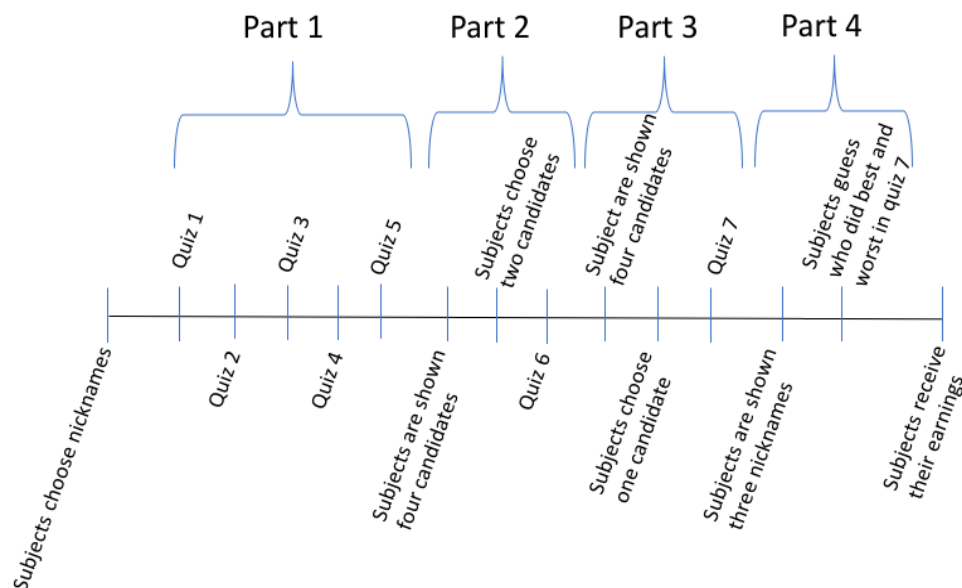 Part 1
Part 2
Part 3
Part 4
Subjects choose nicknames
Quiz 1
Quiz 2
Quiz 3
Quiz 4
Quiz 5
Subjects are shown
four candidates
Subjects choose
two candidates
Quiz 6
Subject are shown
four candidates
Subjects choose
one candidate
Quiz 7
Subjects are shown
three nicknames
Subjects guess
who did best and
worst in quiz 7
Subjects receive
their earnings